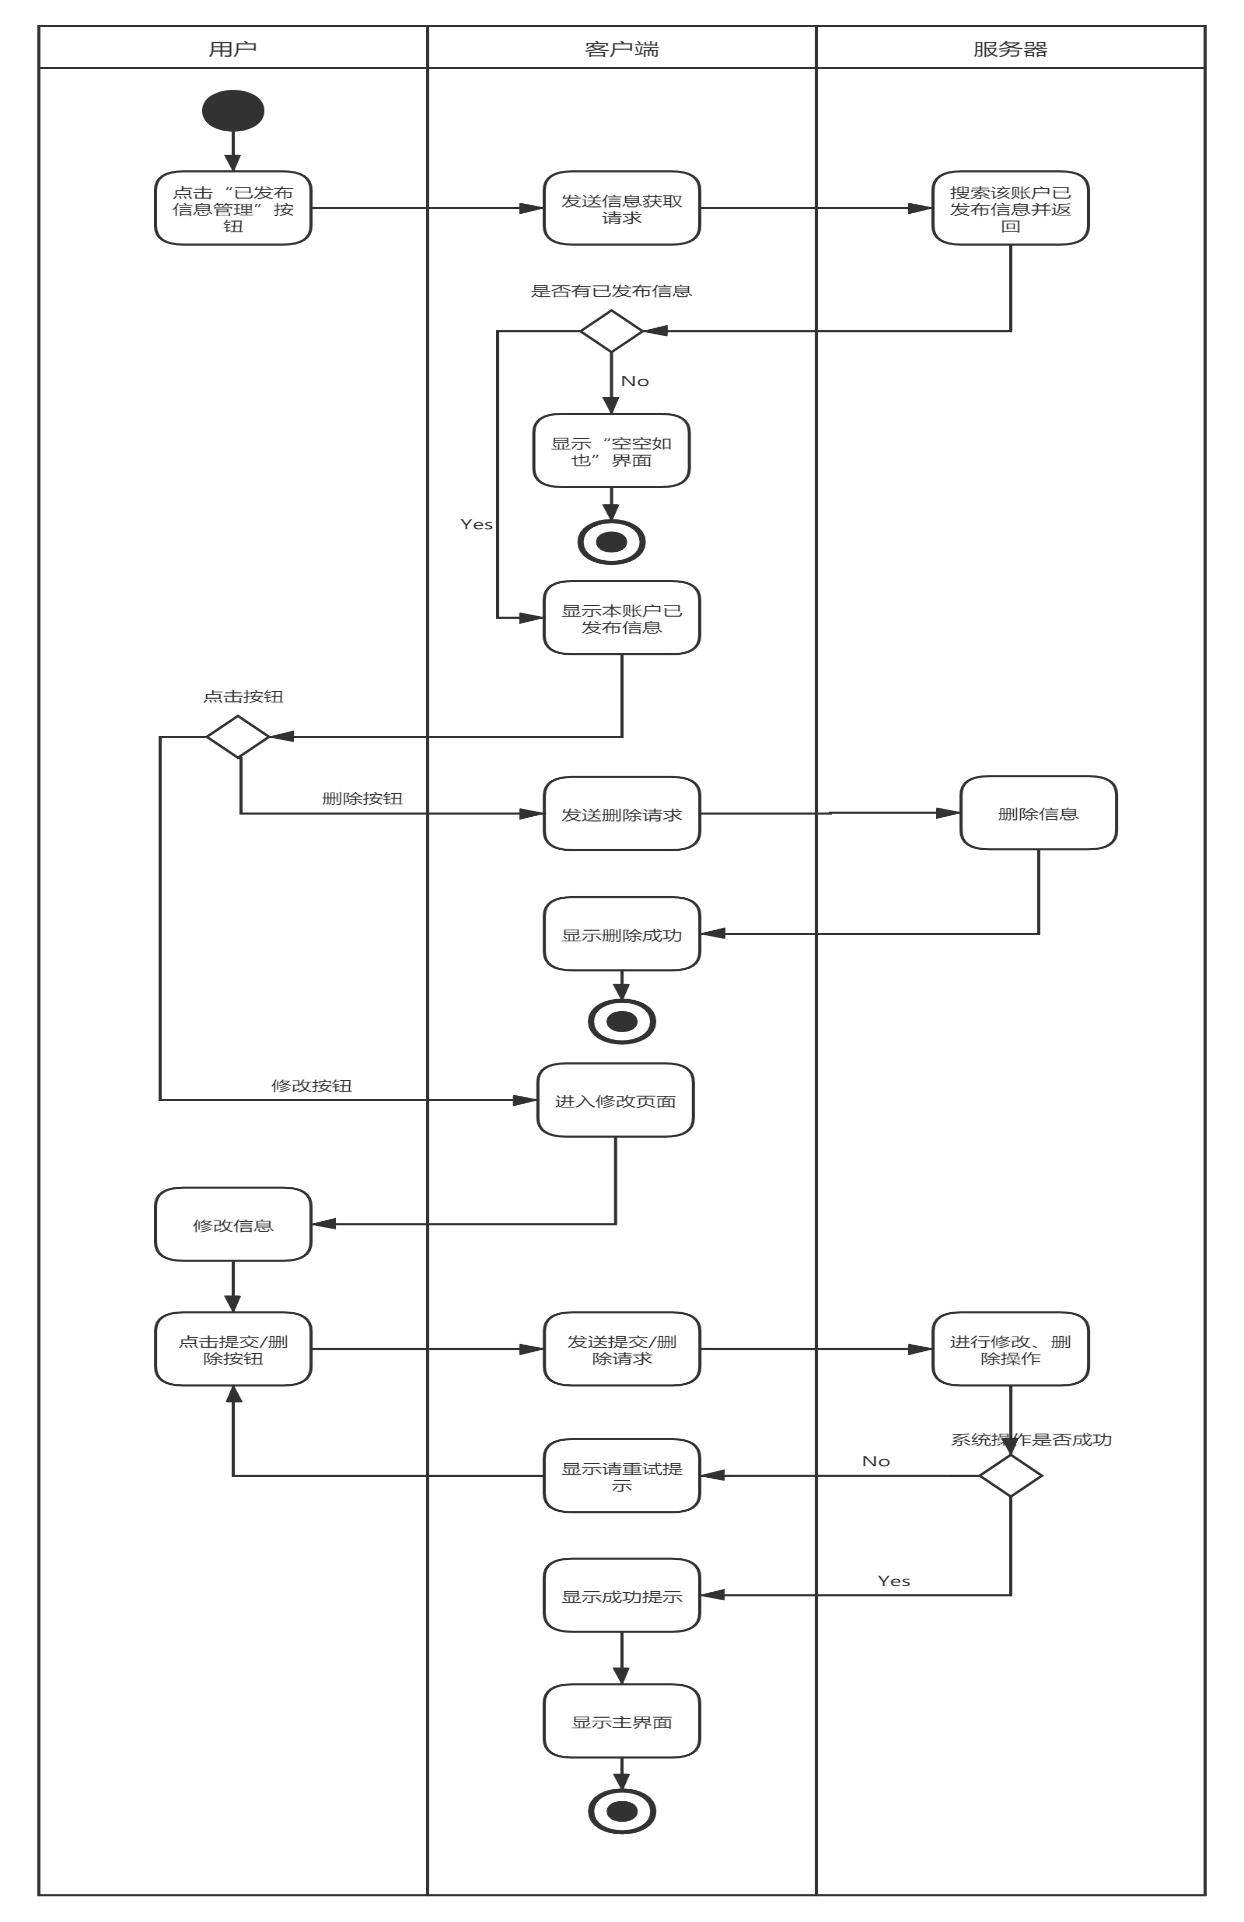 用户
客户端
服务器
点击“已发布
信息管理”按
钮
发送信息获取
请求
搜索该账户已
发布信息并返
回
是否有已发布信息
No
显示“空空如
也”界面
Yes
显示本账户已
发布信息
点击按钮
删除按钮
发送删除请求
删除信息
显示删除成功
修改按钮
进入修改页面
修改信息
点击提交/删
除按钮
发送提交/删
除请求
进行修改、删
除操作
系统操作是否成功
No
显示请重试提
示
Yes
显示成功提示
显示主界面